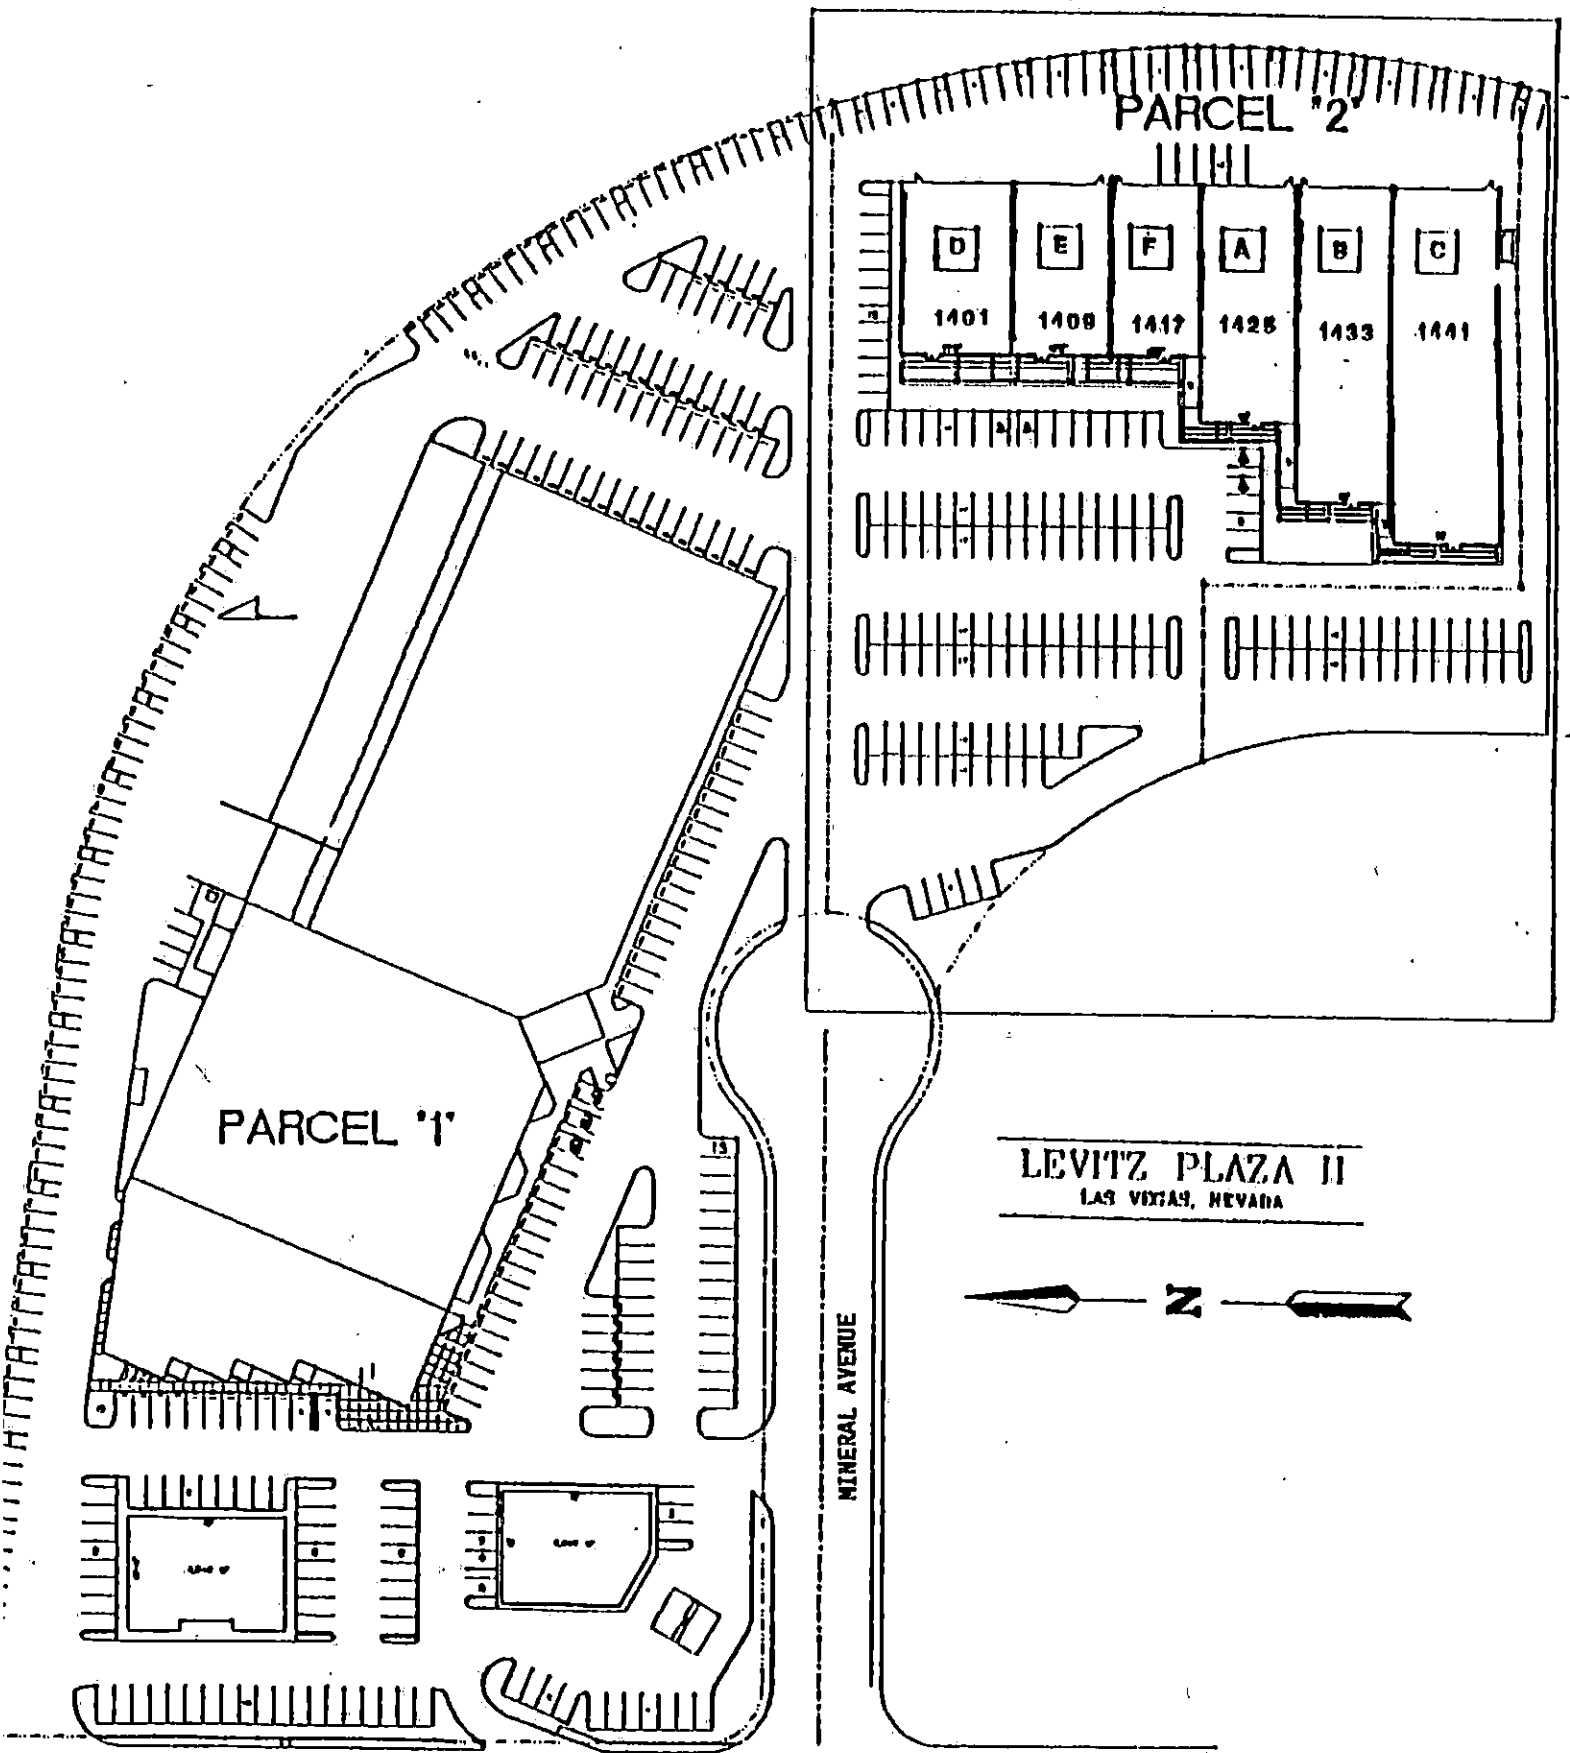 PARCEL "2"
D E F A B C
1401 1409 1417 1425 1433 1441
PARCEL "1"
13
LEVITZ PLAZA II
LAS VEGAS, NEVADA
N
MINERAL AVENUE